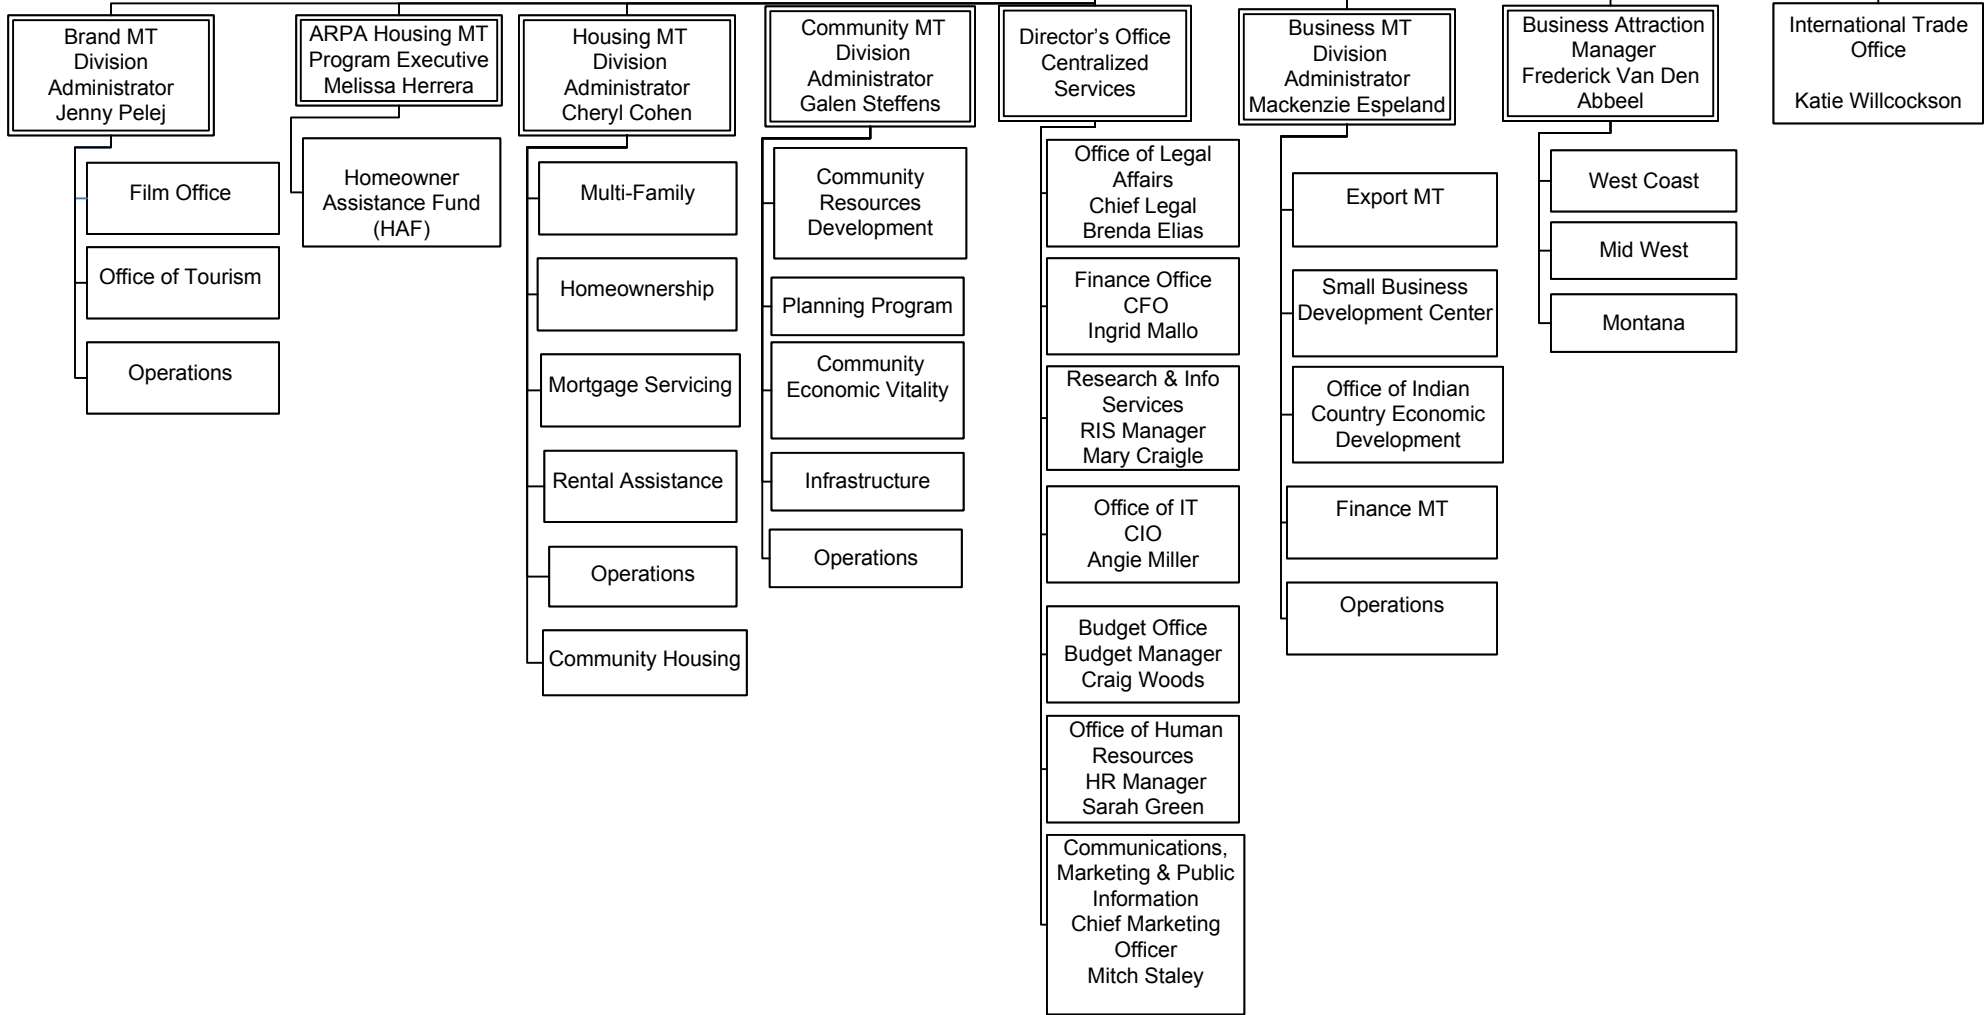 Brand MT
Division
Administrator
Jenny Pelej
Film Office
Office of Tourism
Operations
ARPA Housing MT
Program Executive
Melissa Herrera
Homeowner
Assistance Fund
(HAF)
Housing MT
Division
Administrator
Cheryl Cohen
Multi-Family
Homeownership
Mortgage Servicing
Rental Assistance
Operations
Community Housing
Community MT
Division
Administrator
Galen Steffens
Community
Resources
Development
Planning Program
Community
Economic Vitality
Infrastructure
Operations
Director’s Office
Centralized
Services
Office of Legal
Affairs
Chief Legal
Brenda Elias
Finance Office
CFO
Ingrid Mallo
Research & Info
Services
RIS Manager
Mary Craigle
Office of IT
CIO
Angie Miller
Budget Office
Budget Manager
Craig Woods
Office of Human
Resources
HR Manager
Sarah Green
Communications,
Marketing & Public
Information
Chief Marketing
Officer
Mitch Staley
Business MT
Division
Administrator
Mackenzie Espeland
Export MT
Small Business
Development Center
Office of Indian
Country Economic
Development
Finance MT
Operations
Business Attraction
Manager
Frederick Van Den
Abbeel
West Coast
Mid West
Montana
International Trade
Office
Katie Willcockson